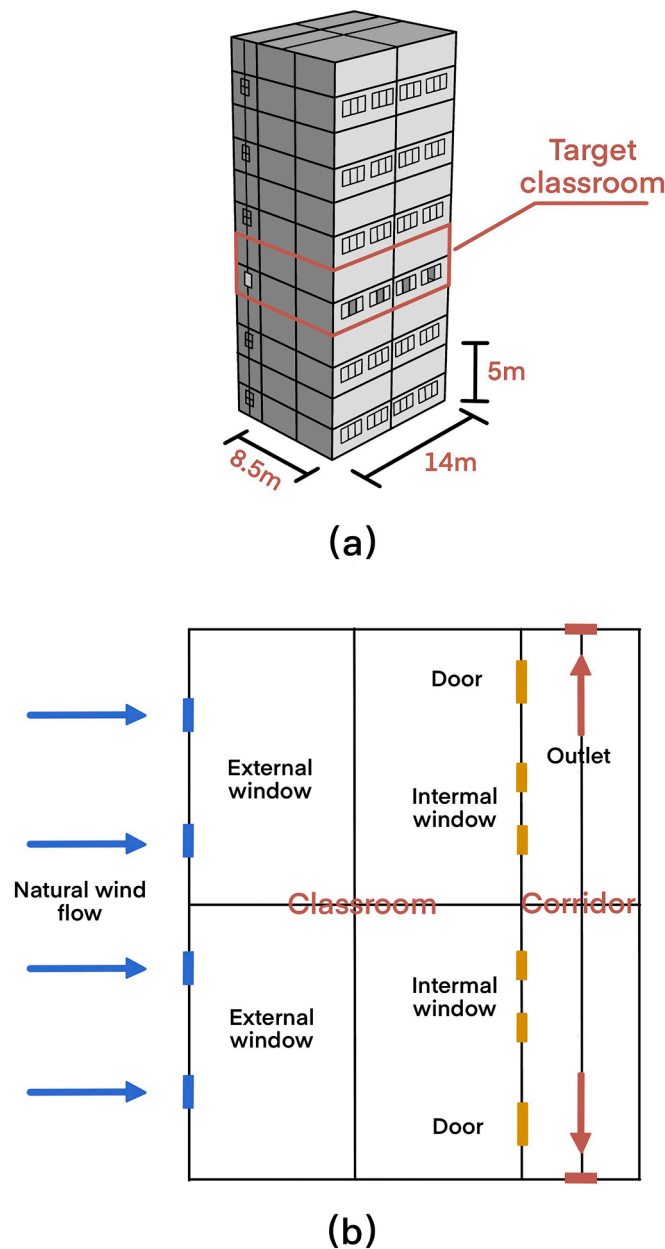 Target
classroom
5m
8.5m
14m
(a)
Door
Outlet
External
window
Intermal
window
Natural wind
flow
Classroom
Corridor
Intermal
window
External
window
Door
(b)